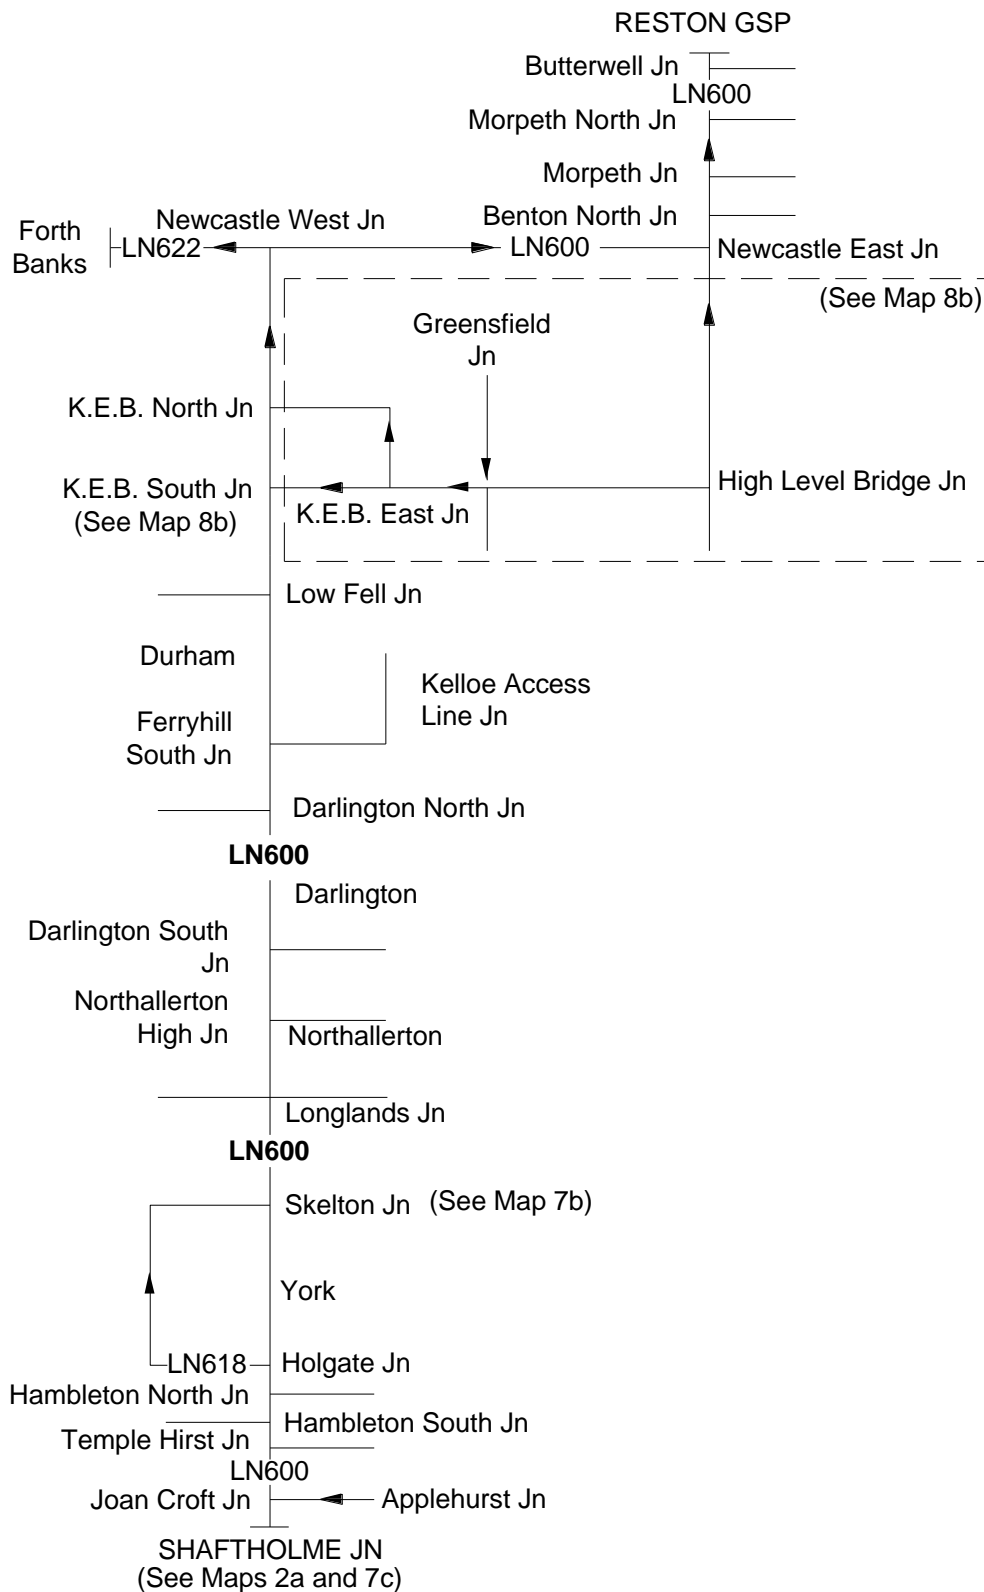 RESTON GSP
Butterwell Jn
LN600
Morpeth North Jn
Morpeth Jn
Benton North Jn
Newcastle West Jn
Forth
Banks
LN622
LN600
Newcastle East Jn
(See Map 8b)
Greensfield
Jn
K.E.B. North Jn
K.E.B. South Jn
(See Map 8b)
K.E.B. East Jn
High Level Bridge Jn
Low Fell Jn
Durham
Kelloe Access
Line Jn
Ferryhill
South Jn
Darlington North Jn
LN600
Darlington
Darlington South
Jn
Northallerton
High Jn
Northallerton
Longlands Jn
LN600
Skelton Jn (See Map 7b)
York
LN618
Holgate Jn
Hambleton North Jn
Hambleton South Jn
Temple Hirst Jn
LN600
Joan Croft Jn
Applehurst Jn
SHAFTHOLME JN
(See Maps 2a and 7c)